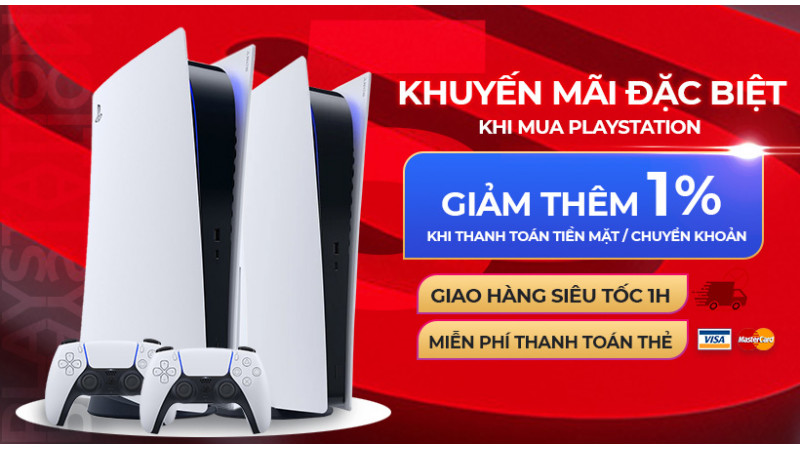 KHUYẾN MÃI ĐẶC BIỆT
KHI MUA PLAYSTATION
GIẢM THÊM 1%
KHI THANH TOÁN TIỀN MẶT / CHUYỂN KHOẢN
GIAO HÀNG SIÊU TỐC 1H
MIỄN PHÍ THANH TOÁN THẺ
VISA MasterCard